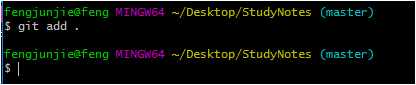 fengjunjie@feng MINGW64 ~/Desktop/StudyNotes (master)
$ git add .
fengjunjie@feng MINGW64 ~/Desktop/StudyNotes (master)
$